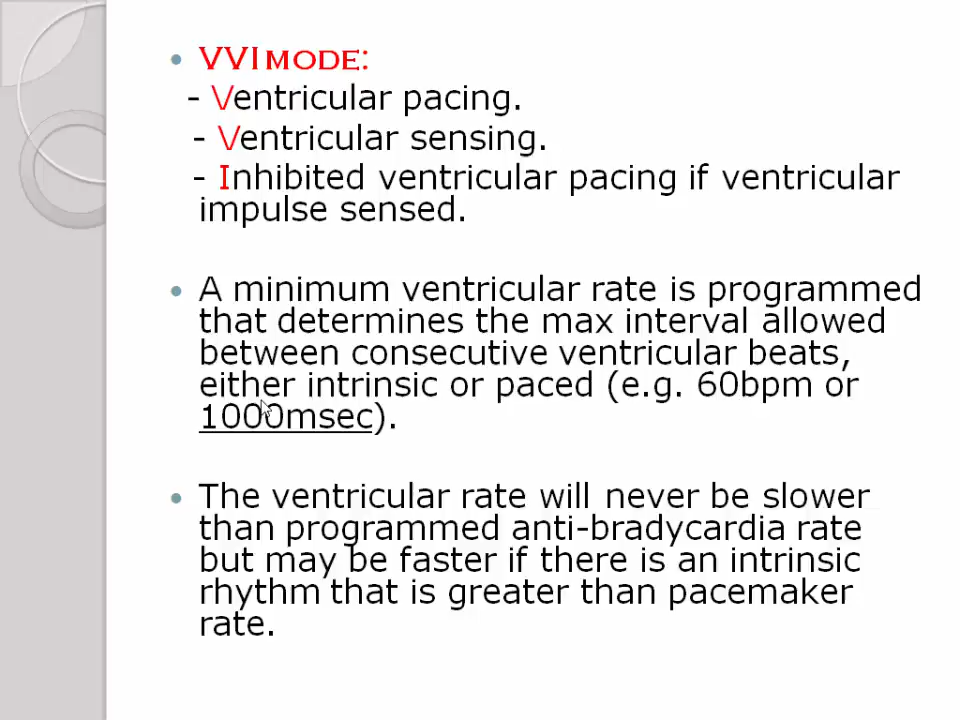 VVI MODE:
- Ventricular pacing.
- Ventricular sensing.
- Inhibited ventricular pacing if ventricular
impulse sensed.
A minimum ventricular rate is programmed
that determines the max interval allowed
between consecutive ventricular beats,
either intrinsic or paced (e.g. 60bpm or
1000msec).
The ventricular rate will never be slower
than programmed anti-bradycardia rate
but may be faster if there is an intrinsic
rhythm that is greater than pacemaker
rate.